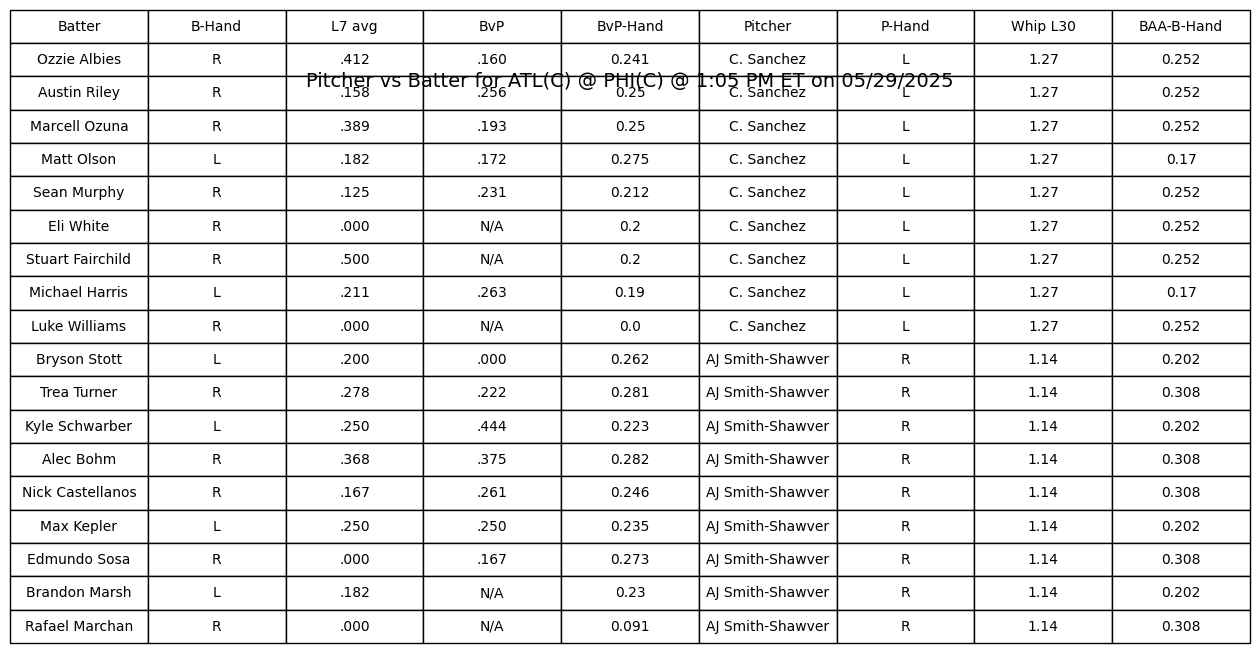 Batter B-Hand L7 avg BvP BvP-Hand Pitcher P-Hand Whip L30 BAA-B-Hand
Ozzie Albies R .412 .160 0.241 C. Sanchez L 1.27 0.252
Pitcher vs Batter for ATL(C) @ PHI(C) @ 1:05 PM ET on 05/29/2025
Austin Riley R .158 .256 0.25 C. Sanchez L 1.27 0.252
Marcell Ozuna R .389 .193 0.25 C. Sanchez L 1.27 0.252
Matt Olson L .182 .172 0.275 C. Sanchez L 1.27 0.17
Sean Murphy R .125 .231 0.212 C. Sanchez L 1.27 0.252
Eli White R .000 N/A 0.2 C. Sanchez L 1.27 0.252
Stuart Fairchild R .500 N/A 0.2 C. Sanchez L 1.27 0.252
Michael Harris L .211 .263 0.19 C. Sanchez L 1.27 0.17
Luke Williams R .000 N/A 0.0 C. Sanchez L 1.27 0.252
Bryson Stott L .200 .000 0.262 AJ Smith-Shawver R 1.14 0.202
Trea Turner R .278 .222 0.281 AJ Smith-Shawver R 1.14 0.308
Kyle Schwarber L .250 .444 0.223 AJ Smith-Shawver R 1.14 0.202
Alec Bohm R .368 .375 0.282 AJ Smith-Shawver R 1.14 0.308
Nick Castellanos R .167 .261 0.246 AJ Smith-Shawver R 1.14 0.308
Max Kepler L .250 .250 0.235 AJ Smith-Shawver R 1.14 0.202
Edmundo Sosa R .000 .167 0.273 AJ Smith-Shawver R 1.14 0.308
Brandon Marsh L .182 N/A 0.23 AJ Smith-Shawver R 1.14 0.202
Rafael Marchan R .000 N/A 0.091 AJ Smith-Shawver R 1.14 0.308